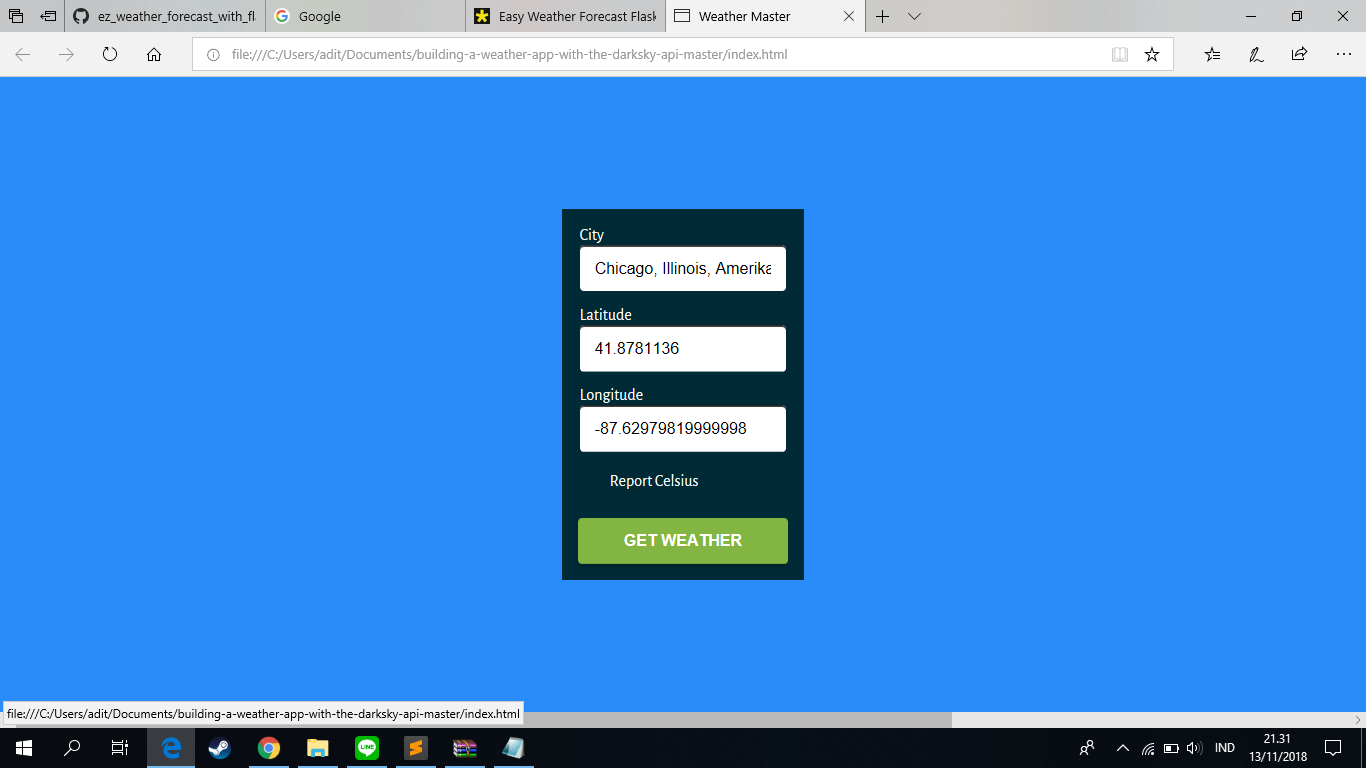 ez_weather_forecast_with_fl
Google
Easy Weather Forecast Flask
Weather Master
file:///C:/Users/adit/Documents/building-a-weather-app-with-the-darksky-api-master/index.html
City
Chicago, Illinois, Amerika
Latitude
41.8781136
Longitude
-87.62979819999998
Report Celsius
GET WEATHER
file:///C:/Users/adit/Documents/building-a-weather-app-with-the-darksky-api-master/index.html
LINE
IND
21.31
13/11/2018